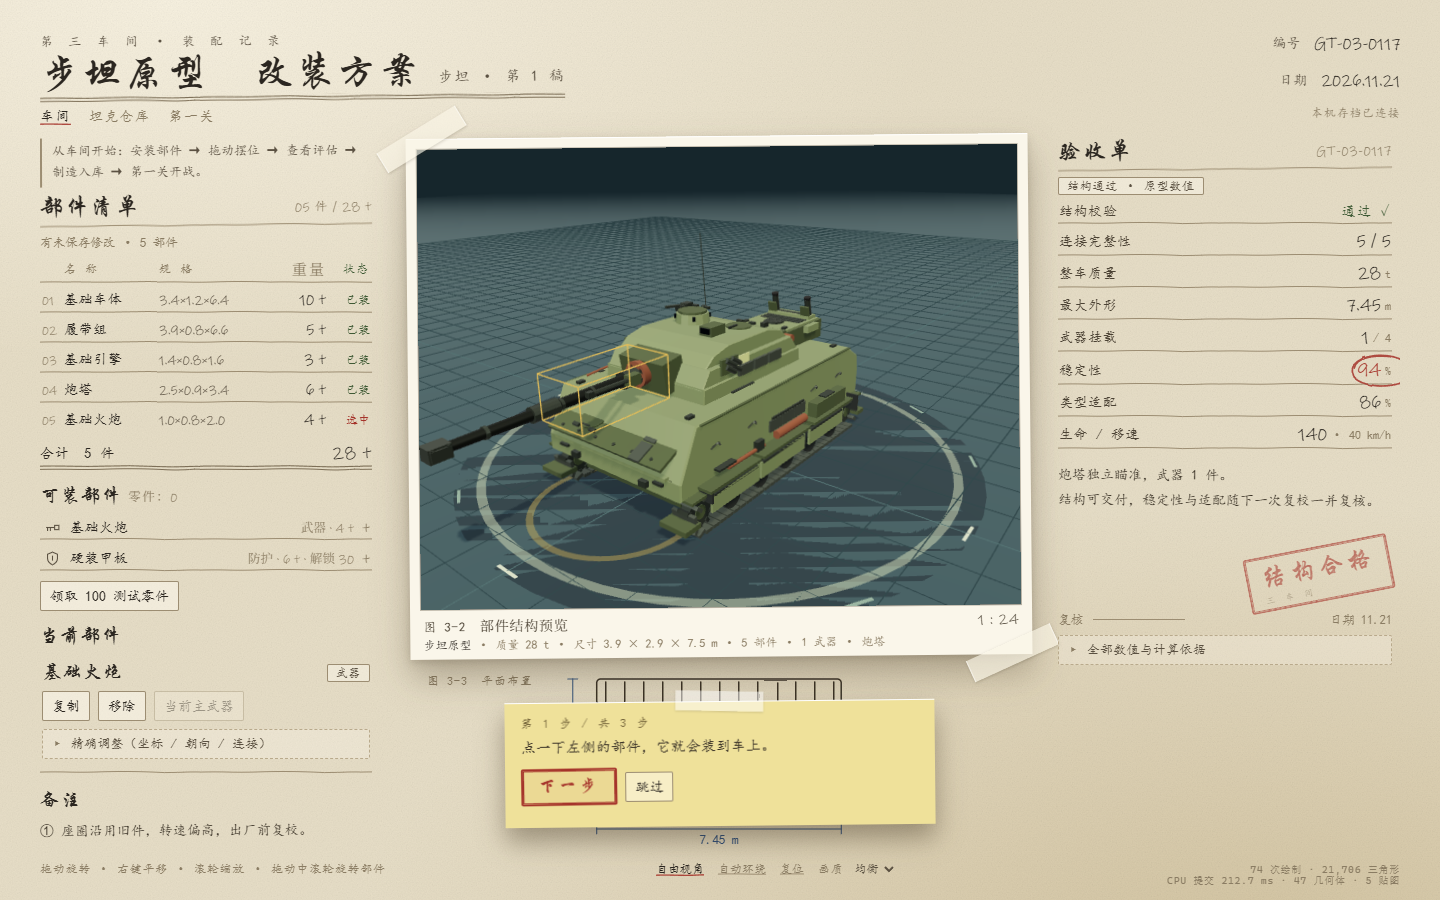 第三车间 • 装配记录
步坦原型 改装方案 步坦 • 第 1 稿
编号 GT-03-0117
日期 2026.11.21
本机存档已连接
车间 坦克仓库 第一关
从车间开始：安装部件 → 拖动摆位 → 查看评估 →
制造入库 → 第一关开战。
部件清单 05 件 / 28 t
有未保存修改 • 5 部件
名称 规格 重量 状态
01 基础车体 3.4×1.2×6.4 10 t 已装
02 履带组 3.9×0.8×6.6 5 t 已装
03 基础引擎 1.4×0.8×1.6 3 t 已装
04 炮塔 2.5×0.9×3.4 6 t 已装
05 基础火炮 1.0×0.8×2.0 4 t 选中
合计 5 件 28 t
可装部件 零件: 0
基础火炮 武器·4 t +
硬装甲板 防护·6 t·解锁 30 +
领取 100 测试零件
当前部件
基础火炮 武器
复制 移除 当前主武器
▸ 精确调整（坐标 / 朝向 / 连接）
备注
① 座圈沿用旧件，转速偏高，出厂前复校。
拖动旋转 • 右键平移 • 滚轮缩放 • 拖动中滚轮旋转部件
图 3-2 部件结构预览 1:24
步坦原型 • 质量 28 t • 尺寸 3.9 × 2.9 × 7.5 m • 5 部件 • 1 武器 • 炮塔
图 3-3 平面布置
第 1 步 / 共 3 步
点一下左侧的部件，它就会装到车上。
下一步 跳过
7.45 m
自由视角 自动环绕 复位 画质 均衡
验收单 GT-03-0117
结构通过 • 原型数值
结构校验 通过 √
连接完整性 5 / 5
整车质量 28 t
最大外形 7.45 m
武器挂载 1 / 4
稳定性 94 %
类型适配 86 %
生命 / 移速 140 • 40 km/h
炮塔独立瞄准，武器 1 件。
结构可交付，稳定性与适配随下一次复校一并复核。
结构合格
三车间
复核 日期 11.21
▸ 全部数值与计算依据
74 次绘制 · 21,706 三角形
CPU 提交 212.7 ms · 47 几何体 · 5 贴图